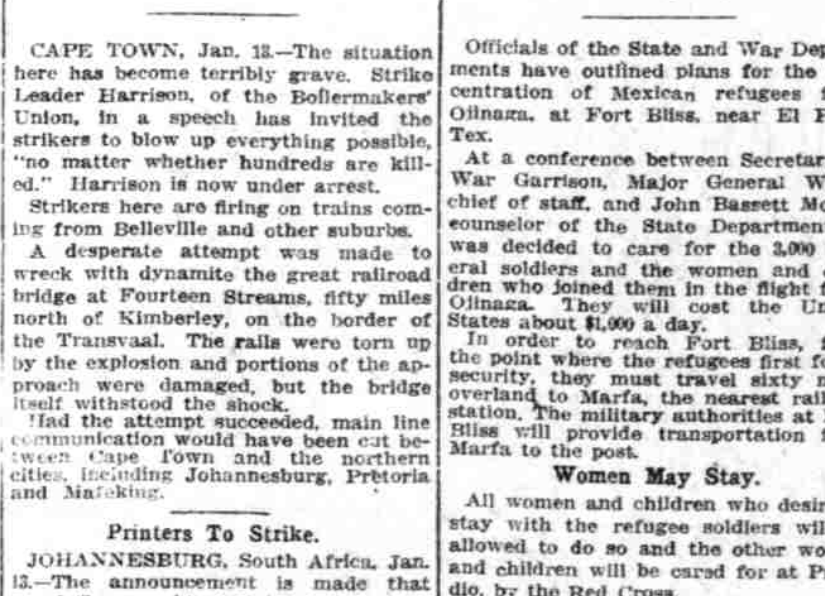 CAPE TOWN, Jan. 13.—The situation
here has become terribly grave. Strike
Leader Harrison, of the Boilermakers'
Union, in a speech has invited the
strikers to blow up everything possible,
"no matter whether hundreds are kill-
ed." Harrison is now under arrest.
Strikers here are firing on trains com-
ing from Belleville and other suburbs.
A desperate attempt was made to
wreck with dynamite the great railroad
bridge at Fourteen Streams, fifty miles
north of Kimberley, on the border of
the Transvaal. The rails were torn up
by the explosion and portions of the ap-
proach were damaged, but the bridge
itself withstood the shock.
Had the attempt succeeded, main line
communication would have been cut be-
tween Cape Town and the northern
cities, including Johannesburg, Pretoria
and Mafeking.
Printers To Strike.
JOHANNESBURG, South Africa, Jan.
13.—The announcement is made that
Officials of the State and War Dep
ments have outlined plans for the
centration of Mexican refugees f
Ojinaga, at Fort Bliss, near El P
Tex.
At a conference between Secretar
War Garrison, Major General W
chief of staff, and John Bassett Mo
counselor of the State Departmen
was decided to care for the 3,000
eral soldiers and the women and
dren who joined them in the flight f
Ojinaga. They will cost the Un
States about $1,000 a day.
In order to reach Fort Bliss, f
the point where the refugees first fo
security, they must travel sixty m
overland to Marfa, the nearest rail
station. The military authorities at
Bliss will provide transportation f
Marfa to the post.
Women May Stay.
All women and children who desir
stay with the refugee soldiers wil
allowed to do so and the other wo
and children will be cared for at Pr
dio, by the Red Cross.